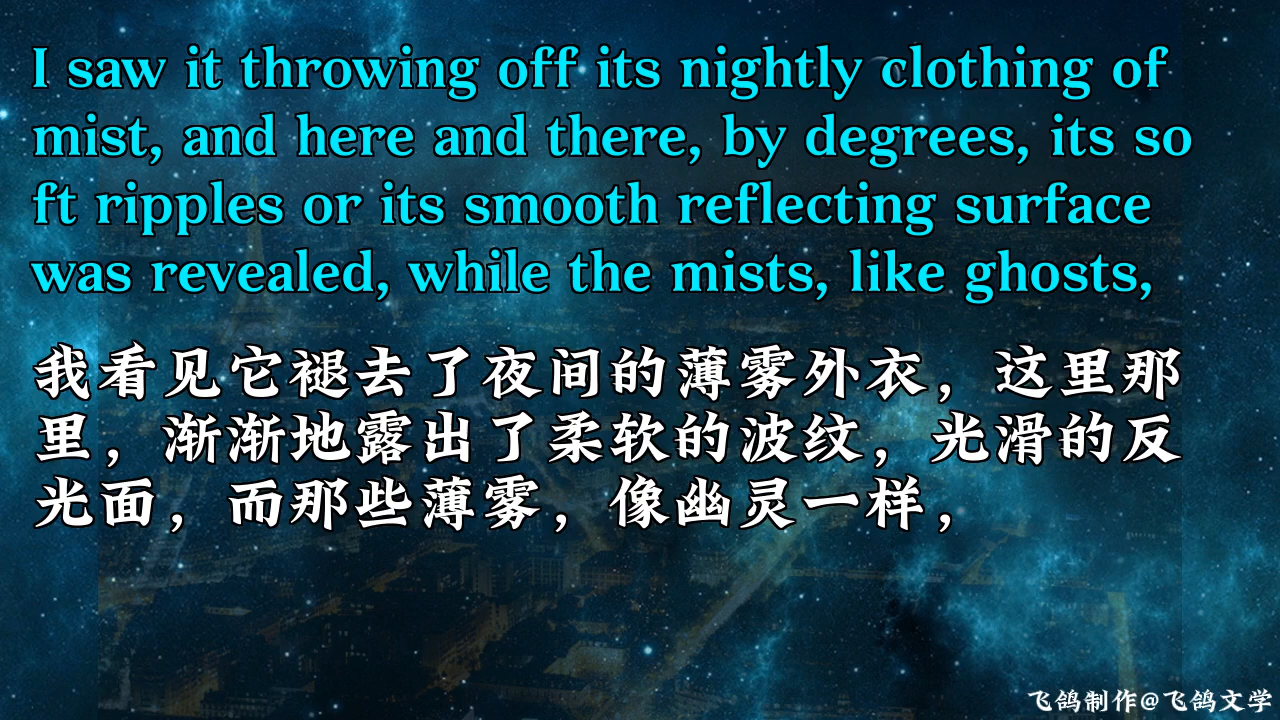 I saw it throwing off its nightly clothing of
mist, and here and there, by degrees, its so
ft ripples or its smooth reflecting surface
was revealed, while the mists, like ghosts,
我看见它褪去了夜间的薄雾外衣，这里那
里，渐渐地露出了柔软的波纹，光滑的反
光面，而那些薄雾，像幽灵一样，
飞鸽制作@飞鸽文学